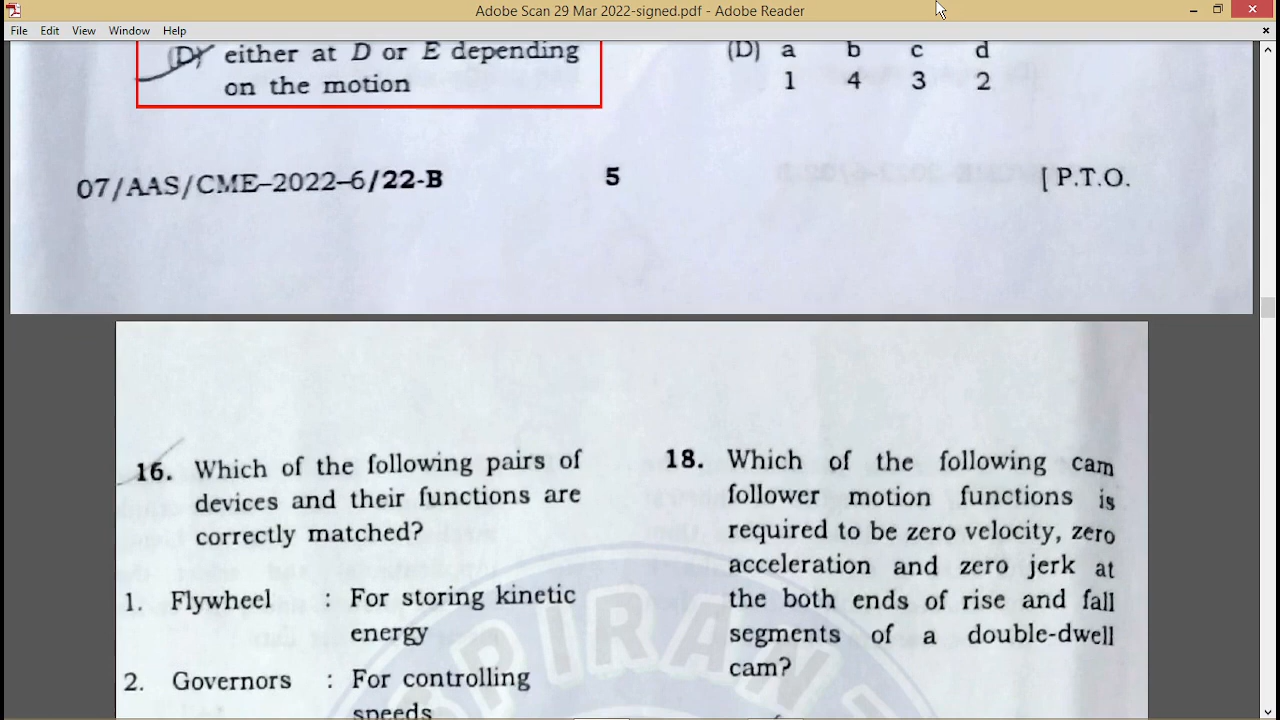 Adobe Scan 29 Mar 2022-signed.pdf - Adobe Reader
File Edit View Window Help
(D) either at D or E depending
on the motion
(D) a b c d
1 4 3 2
07/AAS/CME–2022–6/22-B 5 [ P.T.O.
16. Which of the following pairs of
devices and their functions are
correctly matched?
1. Flywheel : For storing kinetic
energy
2. Governors : For controlling
speeds
18. Which of the following cam
follower motion functions is
required to be zero velocity, zero
acceleration and zero jerk at
the both ends of rise and fall
segments of a double-dwell
cam?
SPIRANT